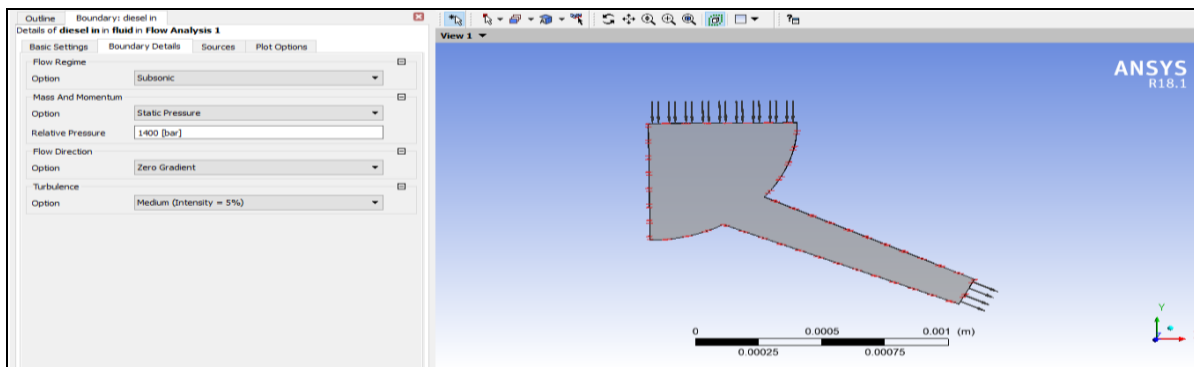 Outline Boundary: diesel in
Details of diesel in in fluid in Flow Analysis 1
Basic Settings Boundary Details Sources Plot Options
Flow Regime
Option Subsonic
Mass And Momentum
Option Static Pressure
Relative Pressure 1400 [bar]
Flow Direction
Option Zero Gradient
Turbulence
Option Medium (Intensity = 5%)
View 1
ANSYS
R18.1
0 0.0005 0.001 (m)
0.00025 0.00075
Y